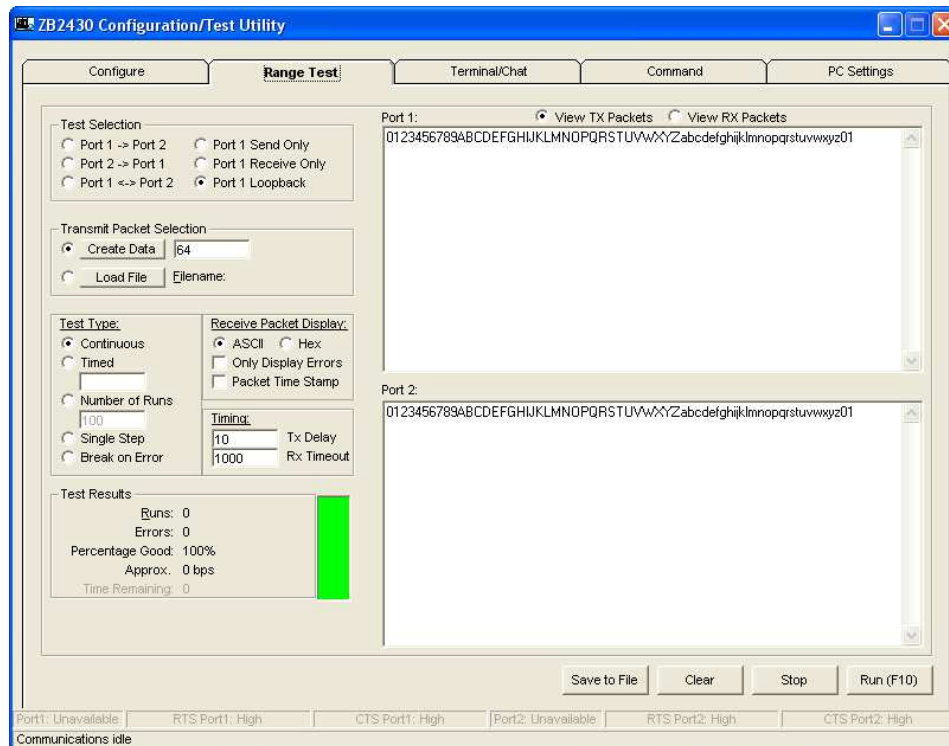 ZB2430 Configuration/Test Utility
Configure
Range Test
Terminal/Chat
Command
PC Settings
Test Selection
Port 1 -> Port 2
Port 1 Send Only
Port 2 -> Port 1
Port 1 Receive Only
Port 1 <-> Port 2
Port 1 Loopback
Transmit Packet Selection
Create Data
64
Load File
Filename:
Test Type:
Continuous
Timed
Number of Runs
100
Single Step
Break on Error
Receive Packet Display:
ASCII
Hex
Only Display Errors
Packet Time Stamp
Timing:
10
Tx Delay
1000
Rx Timeout
Test Results
Runs: 0
Errors: 0
Percentage Good: 100%
Approx. 0 bps
Time Remaining: 0
Port 1:
View TX Packets
View RX Packets
0123456789ABCDEFGHIJKLMNOPQRSTUVwXYZabcdefghijklmnopqrstuvwxyz01
Port 2:
0123456789ABCDEFGHIJKLMNOPQRSTUVwXYZabcdefghijklmnopqrstuvwxyz01
Save to File
Clear
Stop
Run (F10)
Port1: Unavailable
RTS Port1: High
CTS Port1: High
Port2: Unavailable
RTS Port2: High
CTS Port2: High
Communications idle